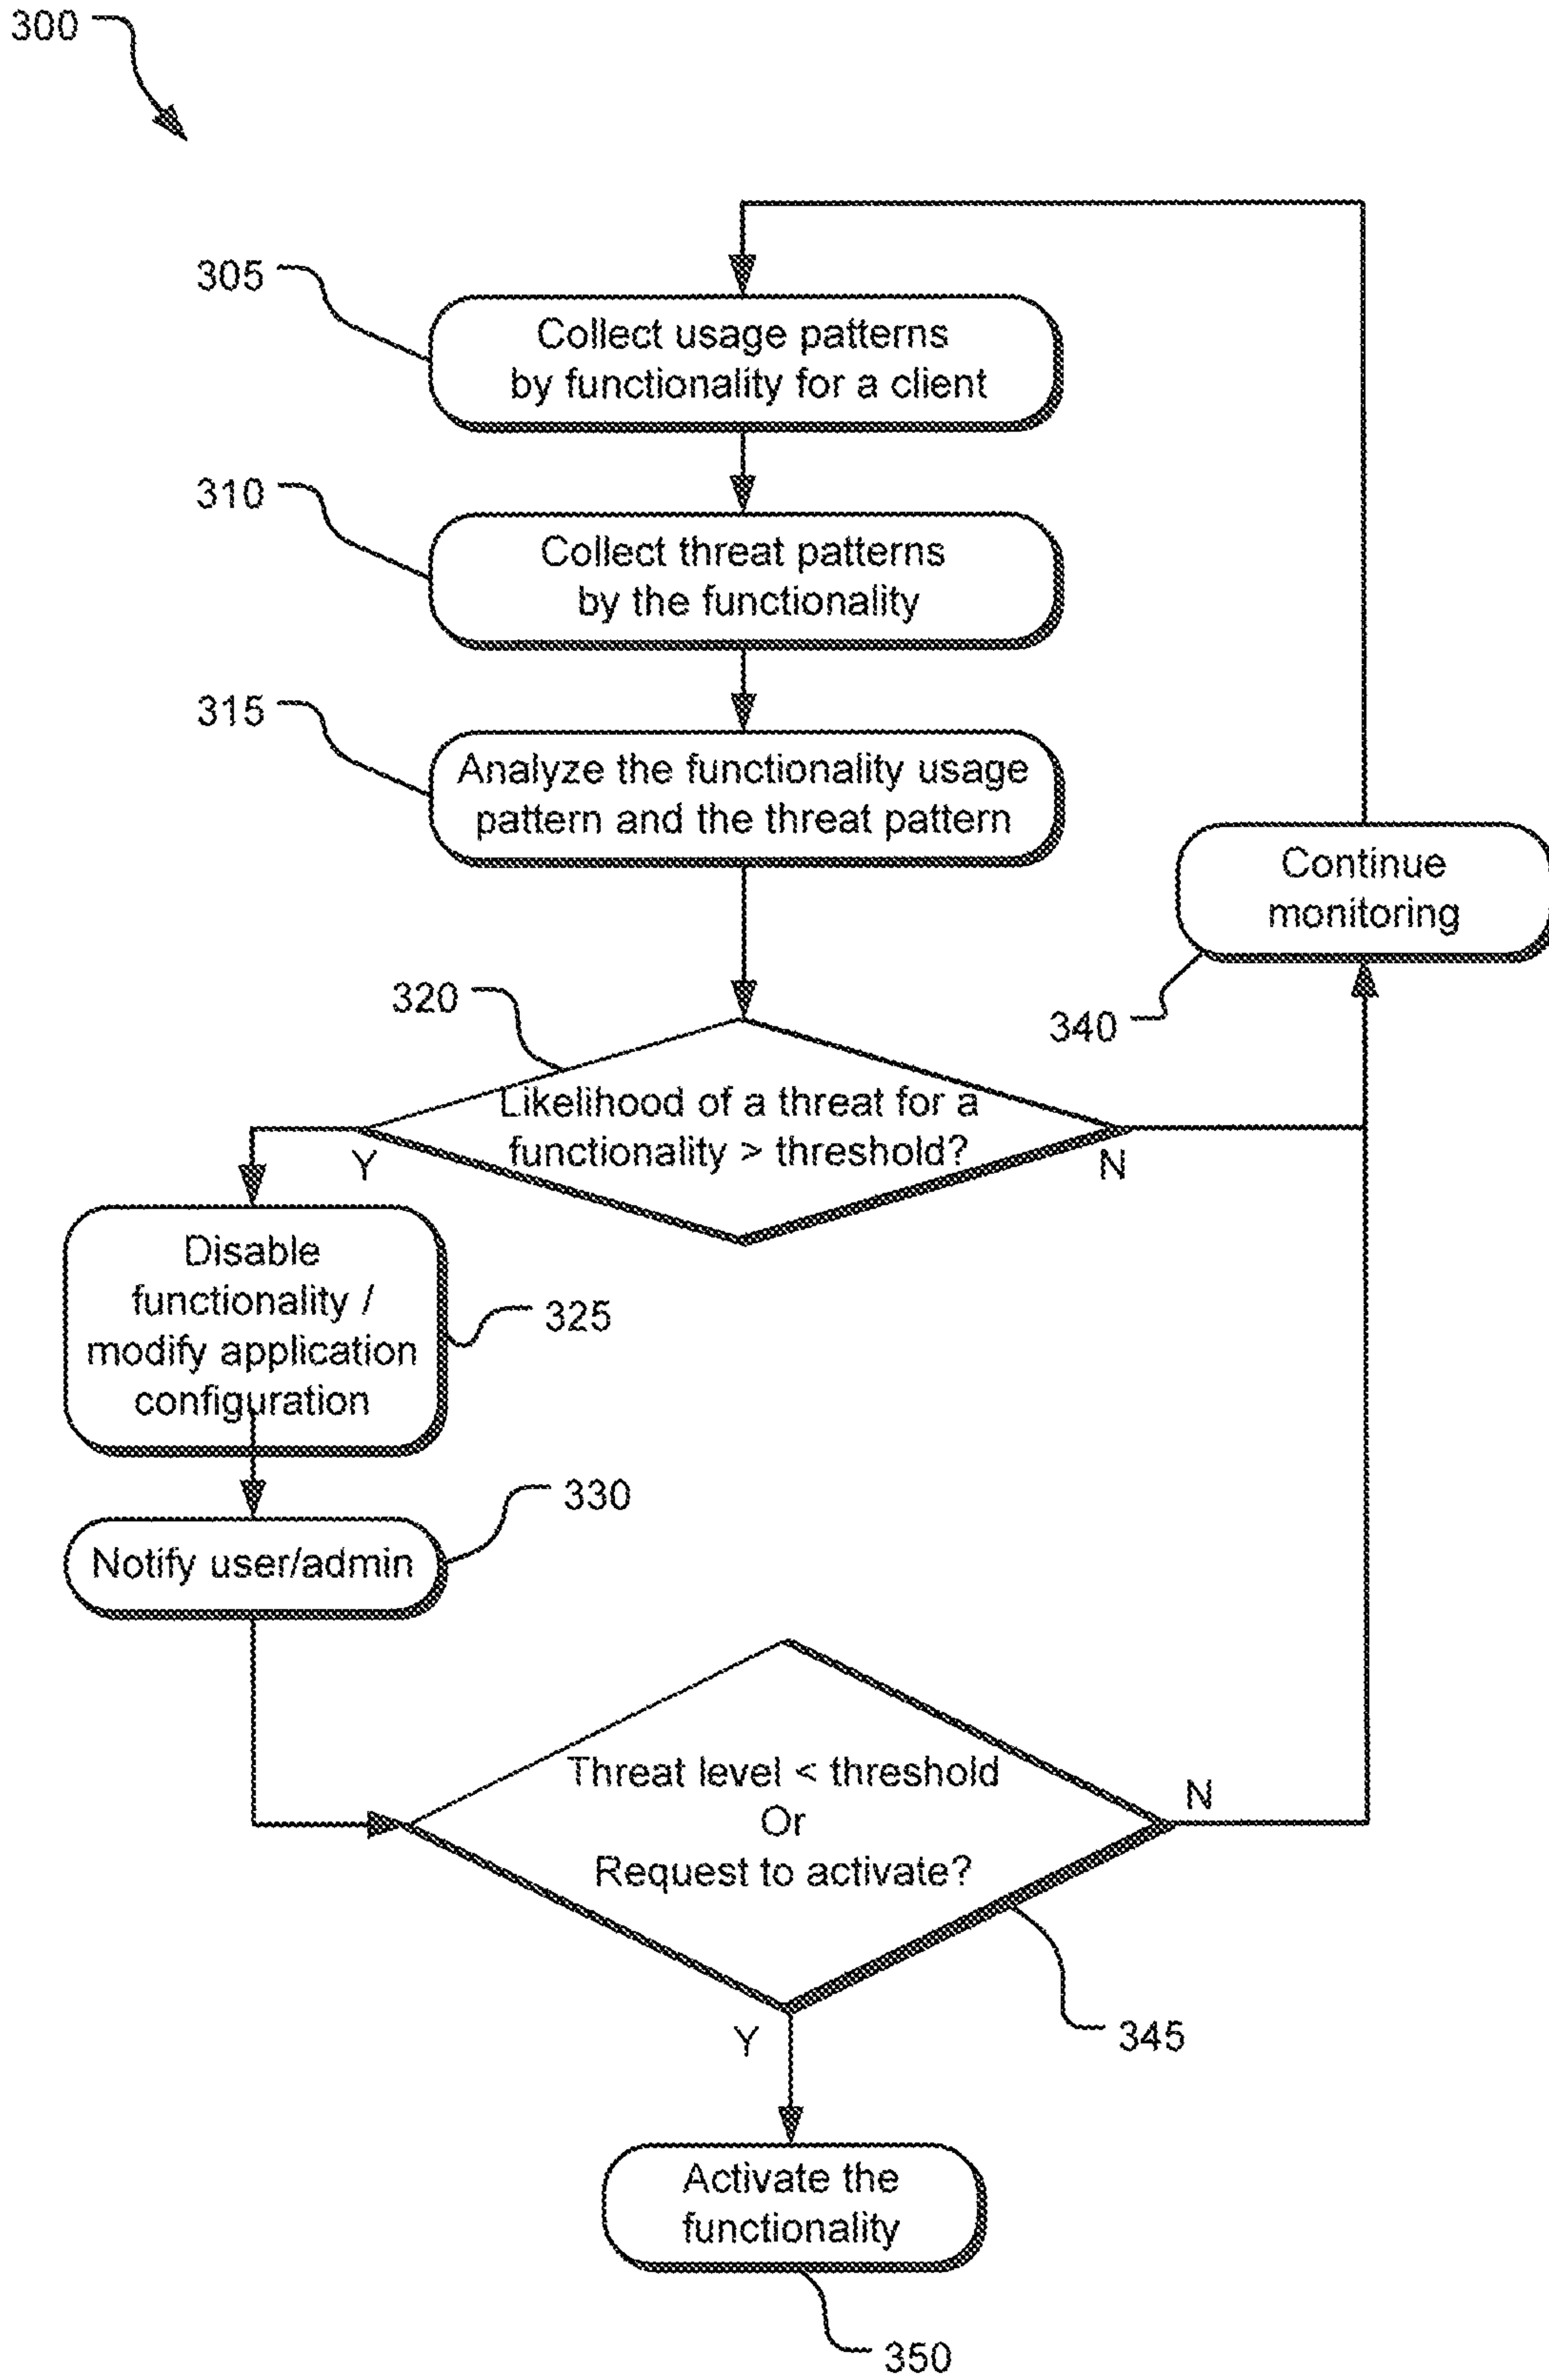 300
305
Collect usage patterns
by functionality for a client
310
Collect threat patterns
by the functionality
315
Analyze the functionality usage
pattern and the threat pattern
Continue
monitoring
340
320
Likelihood of a threat for a
functionality > threshold?
Y
N
Disable
functionality /
modify application
configuration
325
330
Notify user/admin
Threat level < threshold
Or
Request to activate?
N
Y
345
Activate the
functionality
350